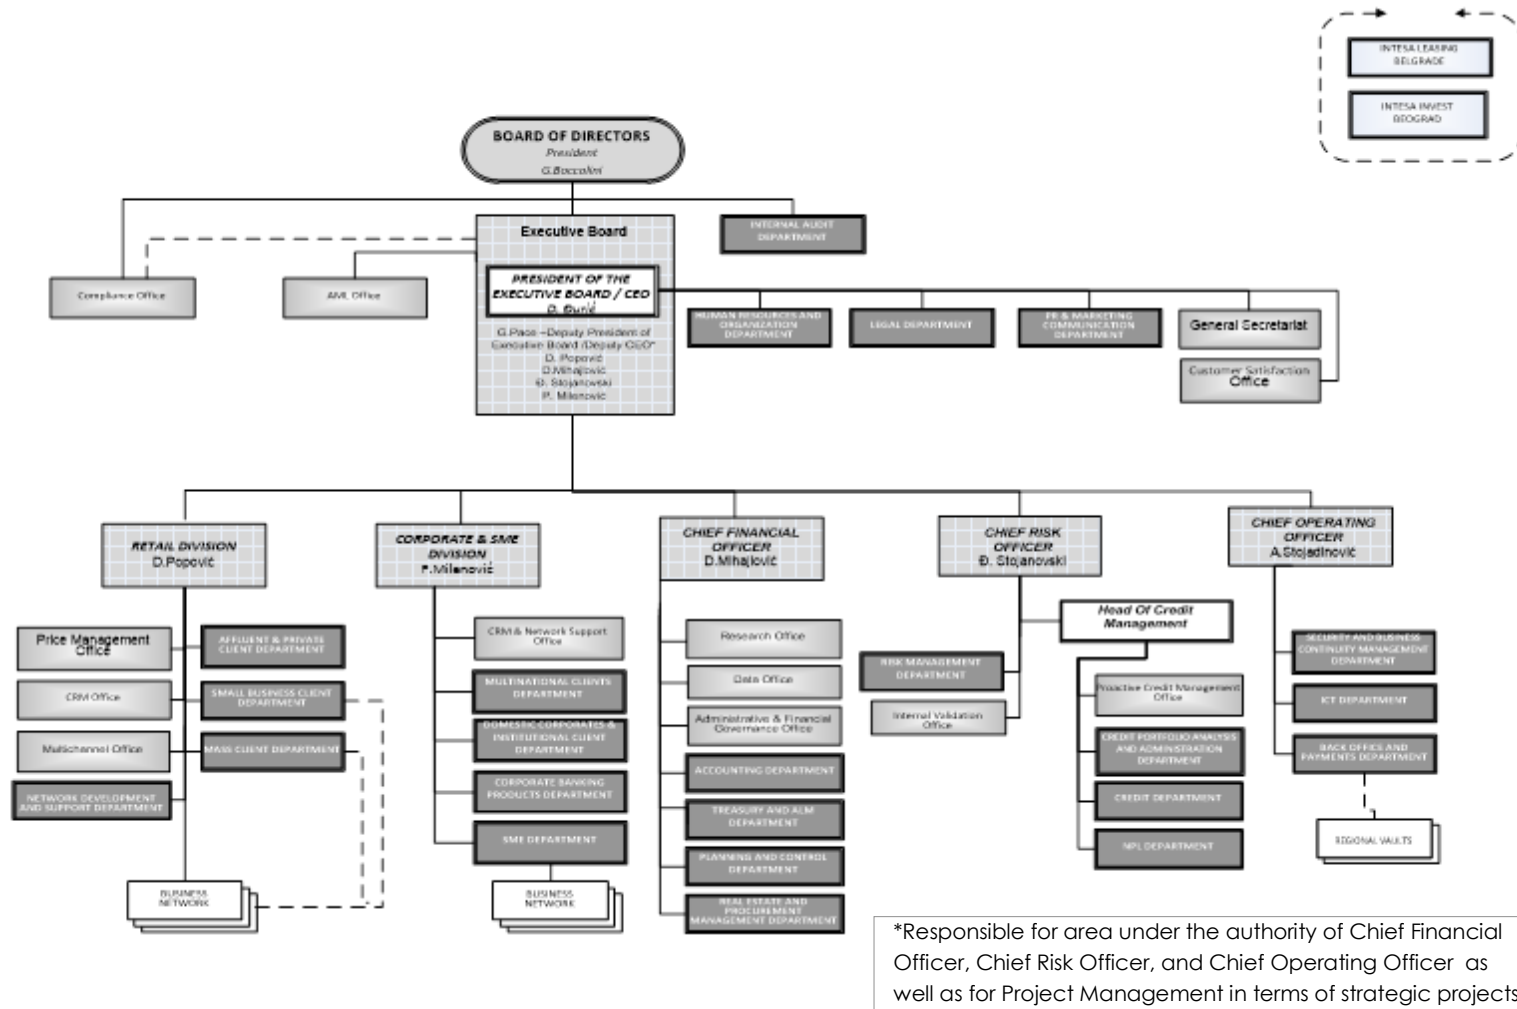 INTESA LEASING
BELGRADE
INTESA INVEST
BEOGRAD
BOARD OF DIRECTORS
President
G.Boccolini
Executive Board
INTERNAL AUDIT
DEPARTMENT
Compliance Office
AML Office
PRESIDENT OF THE
EXECUTIVE BOARD / CEO
D. Đurić
G.Pace –Deputy President of
Executive Board /Deputy CEO*
D. Popović
D.Mihajlović
Đ. Stojanovski
P. Milenović
HUMAN RESOURCES AND
ORGANIZATION
DEPARTMENT
LEGAL DEPARTMENT
PR & MARKETING
COMMUNICATION
DEPARTMENT
General Secretariat
Customer Satisfaction
Office
RETAIL DIVISION
D.Popović
CORPORATE & SME
DIVISION
P.Milenović
CHIEF FINANCIAL
OFFICER
D.Mihajlović
CHIEF RISK
OFFICER
Đ. Stojanovski
CHIEF OPERATING
OFFICER
A.Stojadinović
Price Management
Office
AFFLUENT & PRIVATE
CLIENT DEPARTMENT
CRM Office
SMALL BUSINESS CLIENT
DEPARTMENT
Multichannel Office
MASS CLIENT DEPARTMENT
NETWORK DEVELOPMENT
AND SUPPORT DEPARTMENT
BUSINESS
NETWORK
CRM & Network Support
Office
MULTINATIONAL CLIENTS
DEPARTMENT
DOMESTIC CORPORATES &
INSTITUTIONAL CLIENT
DEPARTMENT
CORPORATE BANKING
PRODUCTS DEPARTMENT
SME DEPARTMENT
BUSINESS
NETWORK
Research Office
Data Office
Administrative & Financial
Governance Office
ACCOUNTING DEPARTMENT
TREASURY AND ALM
DEPARTMENT
PLANNING AND CONTROL
DEPARTMENT
REAL ESTATE AND
PROCUREMENT
MANAGEMENT DEPARTMENT
Head Of Credit
Management
RISK MANAGEMENT
DEPARTMENT
Internal Validation
Office
Proactive Credit Management
Office
CREDIT PORTFOLIO ANALYSIS
AND ADMINISTRATION
DEPARTMENT
CREDIT DEPARTMENT
NPL DEPARTMENT
SECURITY AND BUSINESS
CONTINUITY MANAGEMENT
DEPARTMENT
ICT DEPARTMENT
BACK OFFICE AND
PAYMENTS DEPARTMENT
REGIONAL VAULTS
*Responsible for area under the authority of Chief Financial
Officer, Chief Risk Officer, and Chief Operating Officer as
well as for Project Management in terms of strategic projects